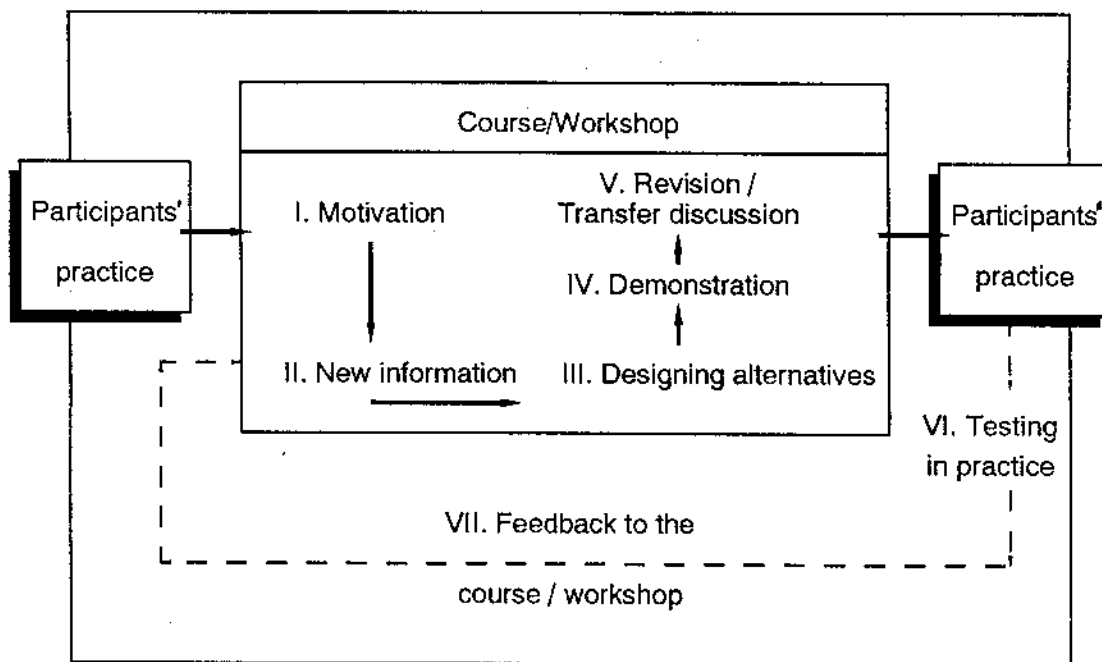 Course/Workshop
Participants'
practice
I. Motivation
II. New information
III. Designing alternatives
IV. Demonstration
V. Revision /
Transfer discussion
Participants'
practice
VI. Testing
in practice
VII. Feedback to the
course / workshop